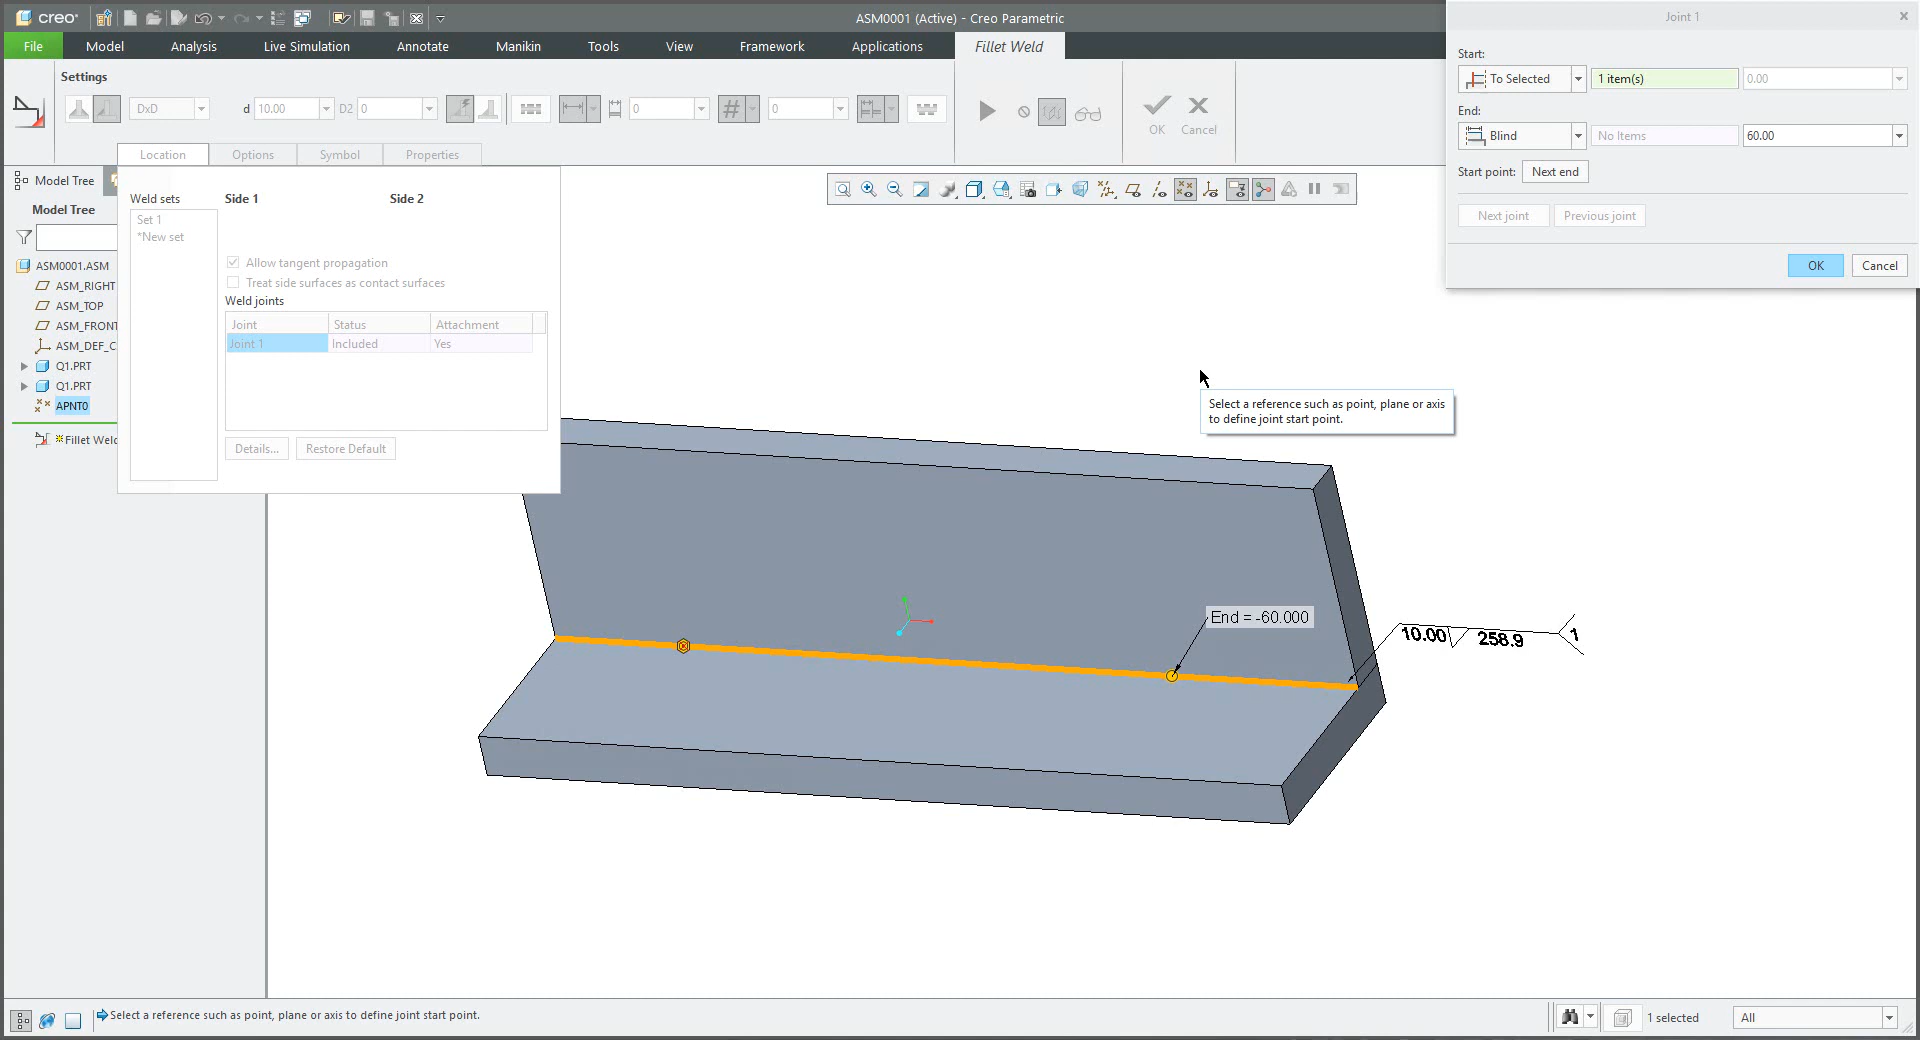 creo®
ASM0001 (Active) - Creo Parametric
File
Model
Analysis
Live Simulation
Annotate
Manikin
Tools
View
Framework
Applications
Fillet Weld
Settings
DxD
d 10.00
D2 0
0
0
OK
Cancel
Location
Options
Symbol
Properties
Model Tree
Model Tree
ASM0001.ASM
ASM_RIGHT
ASM_TOP
ASM_FRONT
ASM_DEF_C
Q1.PRT
Q1.PRT
APNT0
Fillet Weld
Weld sets
Side 1
Side 2
Set 1
*New set
Allow tangent propagation
Treat side surfaces as contact surfaces
Weld joints
Joint Status Attachment
Joint 1 Included Yes
Details...
Restore Default
Joint 1
Start:
To Selected
1 item(s)
0.00
End:
Blind
No Items
60.00
Start point:
Next end
Next joint
Previous joint
OK
Cancel
Select a reference such as point, plane or axis
to define joint start point.
End = -60.000
10.00
258.9
1
Select a reference such as point, plane or axis to define joint start point.
1 selected
All